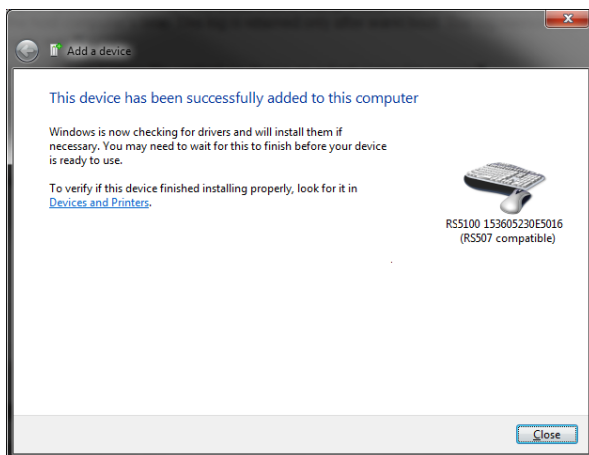 Add a device
This device has been successfully added to this computer
Windows is now checking for drivers and will install them if
necessary. You may need to wait for this to finish before your device
is ready to use.
To verify if this device finished installing properly, look for it in
Devices and Printers.
RS5100 153605230E5016
(RS507 compatible)
Close